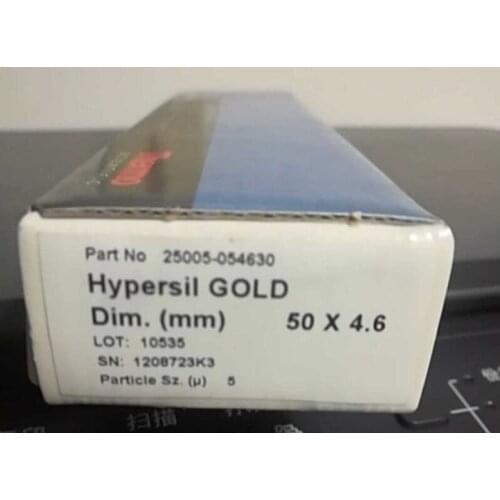 Thermo
Part No 25005-054630
Hypersil GOLD
Dim. (mm) 50 X 4.6
LOT: 10535
SN: 1208723K3
Particle Sz. (µ) 5
扫描